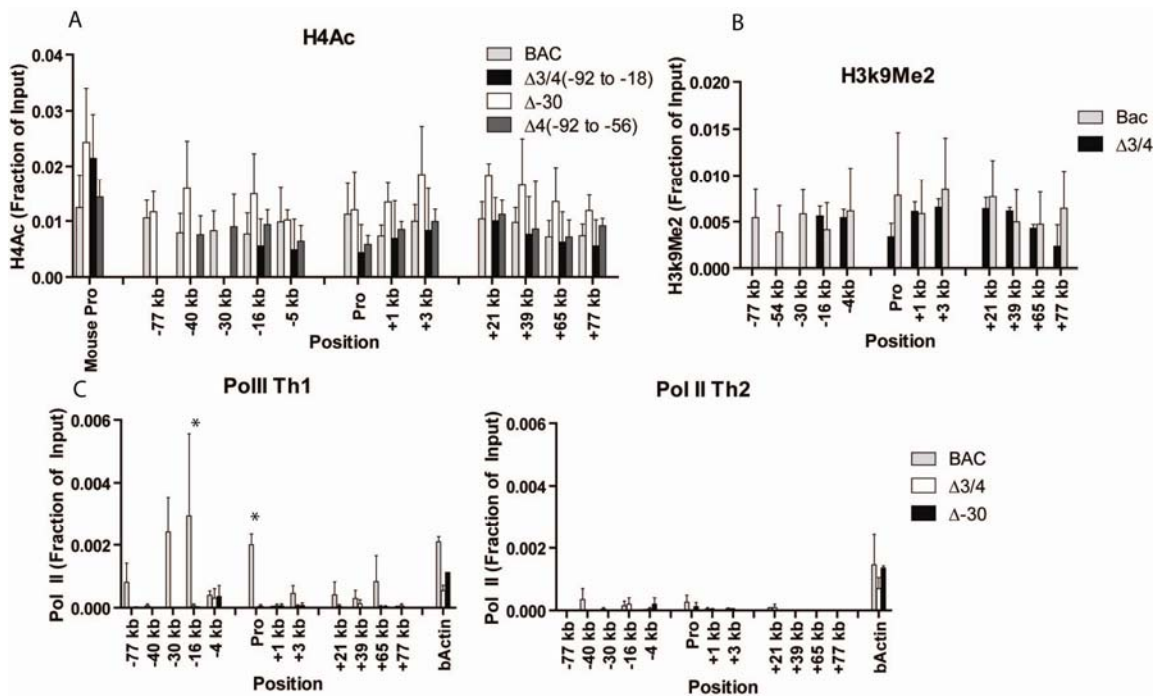 A
H4Ac
H4Ac (Fraction of Input)
0.04
0.03
0.02
0.01
0.00
BAC
Δ3/4(-92 to -18)
Δ-30
Δ4(-92 to -56)
Mouse Pro
-77 kb
-40 kb
-30 kb
-16 kb
-5 kb
Pro
+1 kb
+3 kb
+21 kb
+39 kb
+65 kb
+77 kb
Position
B
H3k9Me2
H3k9Me2 (Fraction of Input)
0.020
0.015
0.010
0.005
0.000
Bac
Δ3/4
-77 kb
-54 kb
-30 kb
-16 kb
-4kb
Pro
+1 kb
+3 kb
+21 kb
+39 kb
+65 kb
+77 kb
Position
C
PolII Th1
Pol II (Fraction of Input)
0.006
0.004
0.002
0.000
*
*
-77 kb
-40 kb
-30 kb
-16 kb
-4 kb
Pro
+1 kb
+3 kb
+21 kb
+39 kb
+65 kb
+77 kb
bActin
Position
Pol II Th2
Pol II (Fraction of Input)
0.006
0.004
0.002
0.000
BAC
Δ3/4
Δ-30
-77 kb
-40 kb
-30 kb
-16 kb
-4 kb
Pro
+1 kb
+3 kb
+21 kb
+39 kb
+65 kb
+77 kb
bActin
Position